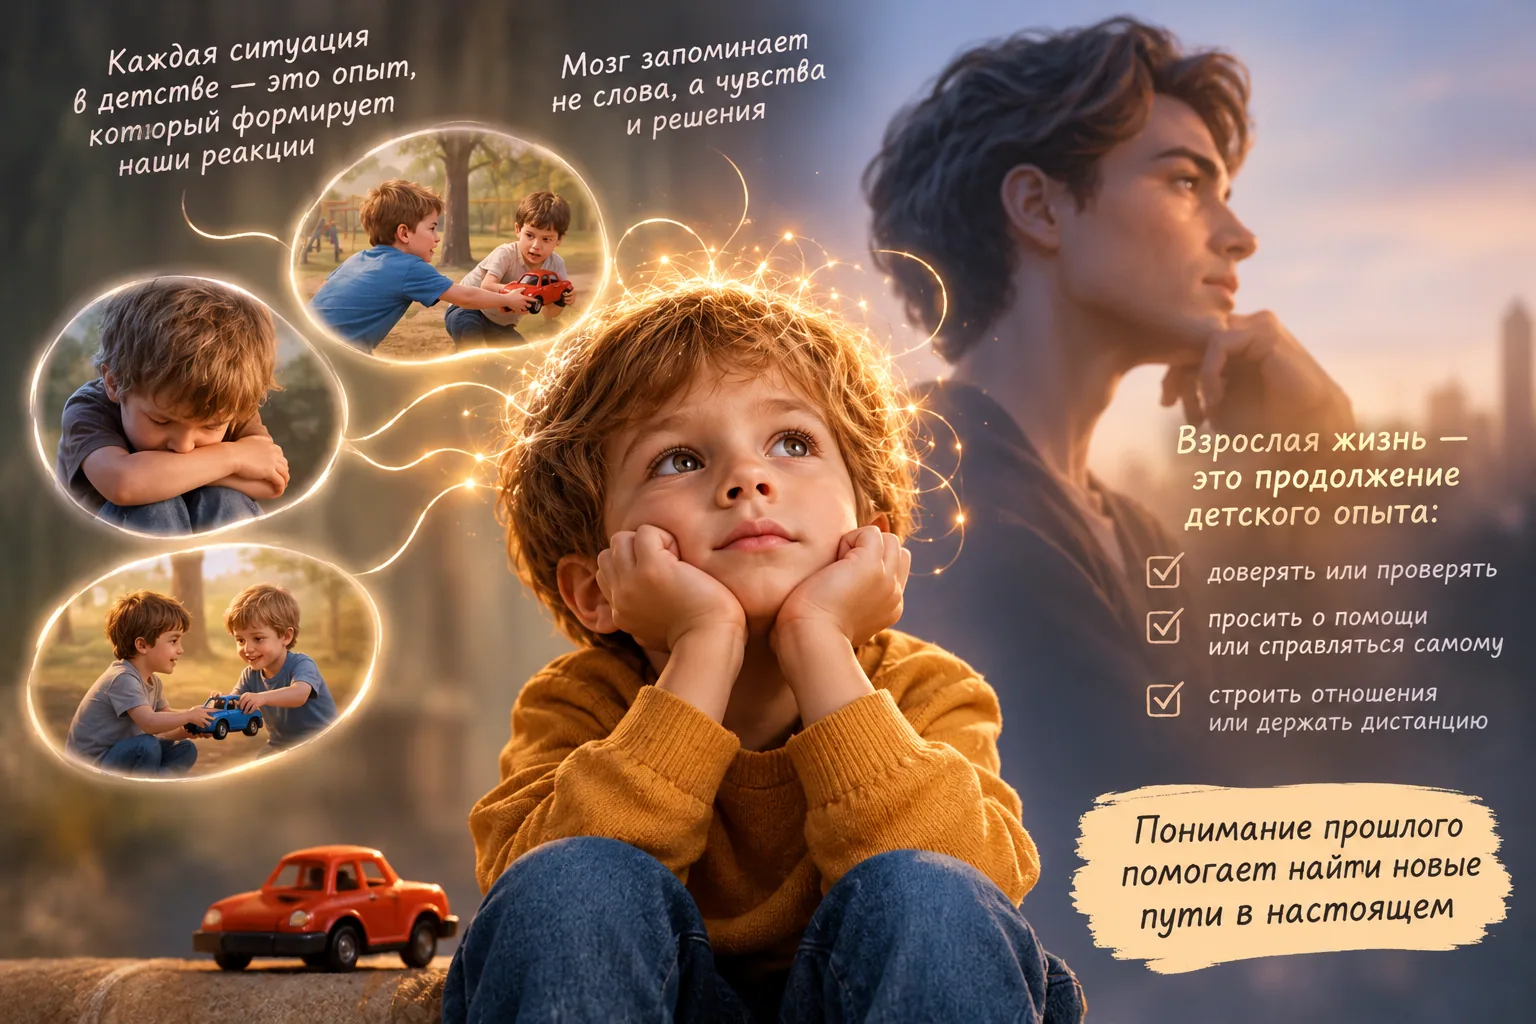 Каждая ситуация
в детстве — это опыт,
который формирует
наши реакции
Мозг запоминает
не слова, а чувства
и решения
Взрослая жизнь —
это продолжение
детского опыта:
доверять или проверять
просить о помощи
или справляться самому
строить отношения
или держать дистанцию
Понимание прошлого
помогает найти новые
пути в настоящем